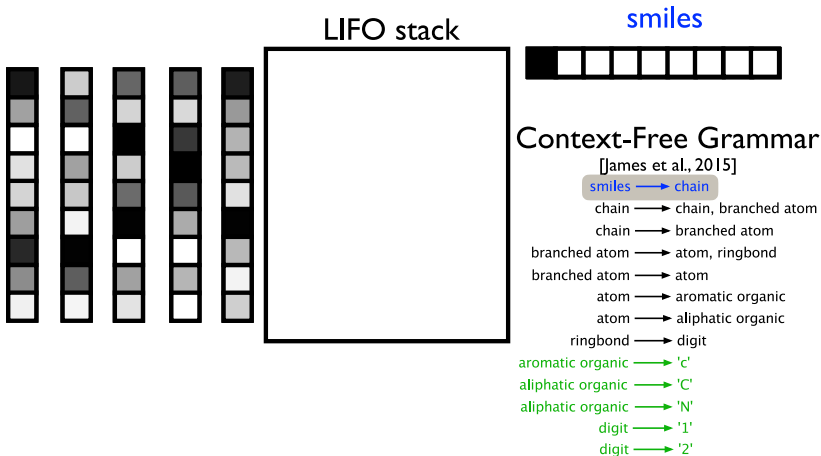 LIFO stack
smiles
Context-Free Grammar
[James et al., 2015]
smiles → chain
chain → chain, branched atom
chain → branched atom
branched atom → atom, ringbond
branched atom → atom
atom → aromatic organic
atom → aliphatic organic
ringbond → digit
aromatic organic → 'c'
aliphatic organic → 'C'
aliphatic organic → 'N'
digit → '1'
digit → '2'